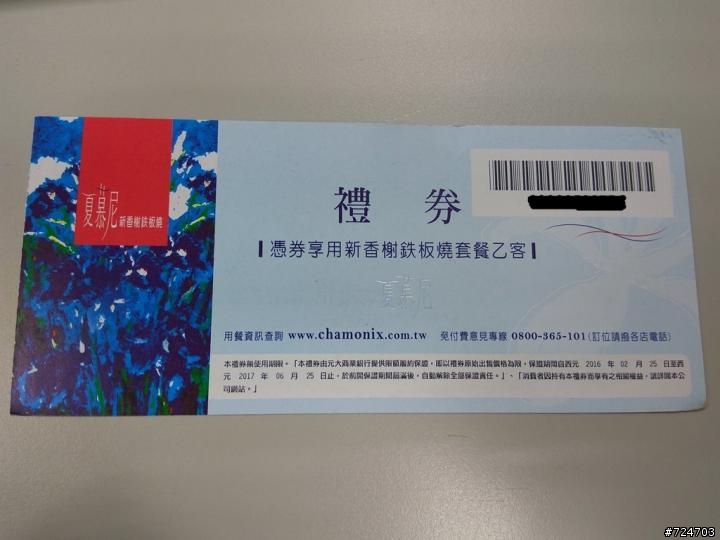 夏慕尼 新香榭鉄板燒
禮 券
憑券享用新香榭鉄板燒套餐乙客
夏慕尼
用餐資訊查詢 www.chamonix.com.tw 免付費意見專線 0800-365-101(訂位請撥各店電話)
本禮券無使用期限。「本禮券由元大商業銀行提供限額履約保證,即以禮券原始出售價格為限,保證期間自西元 2016 年 02 月 25 日至西
元 2017 年 06 月 25 日止,於前開保證期間屆滿後,自動解除全部保證責任。」、「消費者因持有本禮券而享有之相關權益,請詳閱本公
司網站。」
#724703